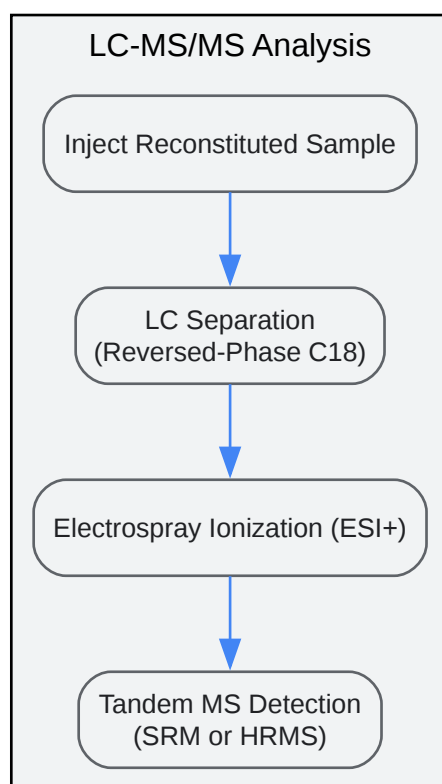 LC-MS/MS Analysis
Inject Reconstituted Sample
LC Separation
(Reversed-Phase C18)
Electrospray Ionization (ESI+)
Tandem MS Detection
(SRM or HRMS)